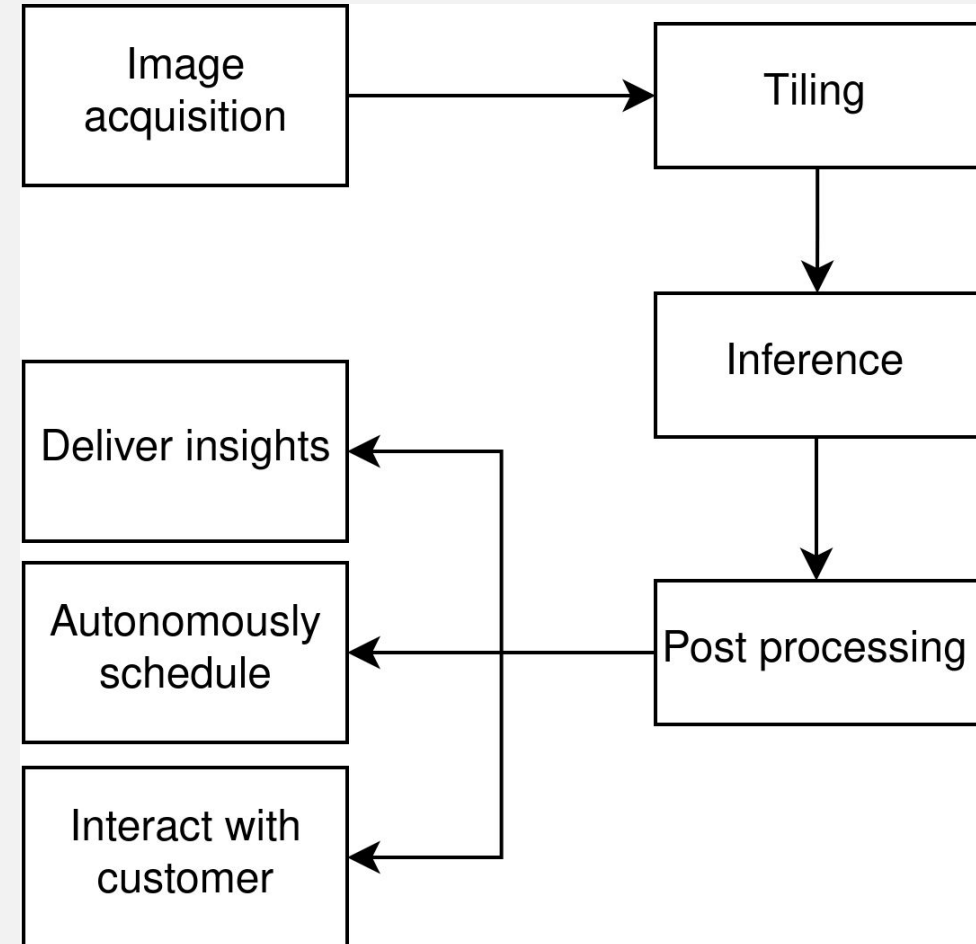 Image
acquisition
Tiling
Inference
Post processing
Deliver insights
Autonomously
schedule
Interact with
customer